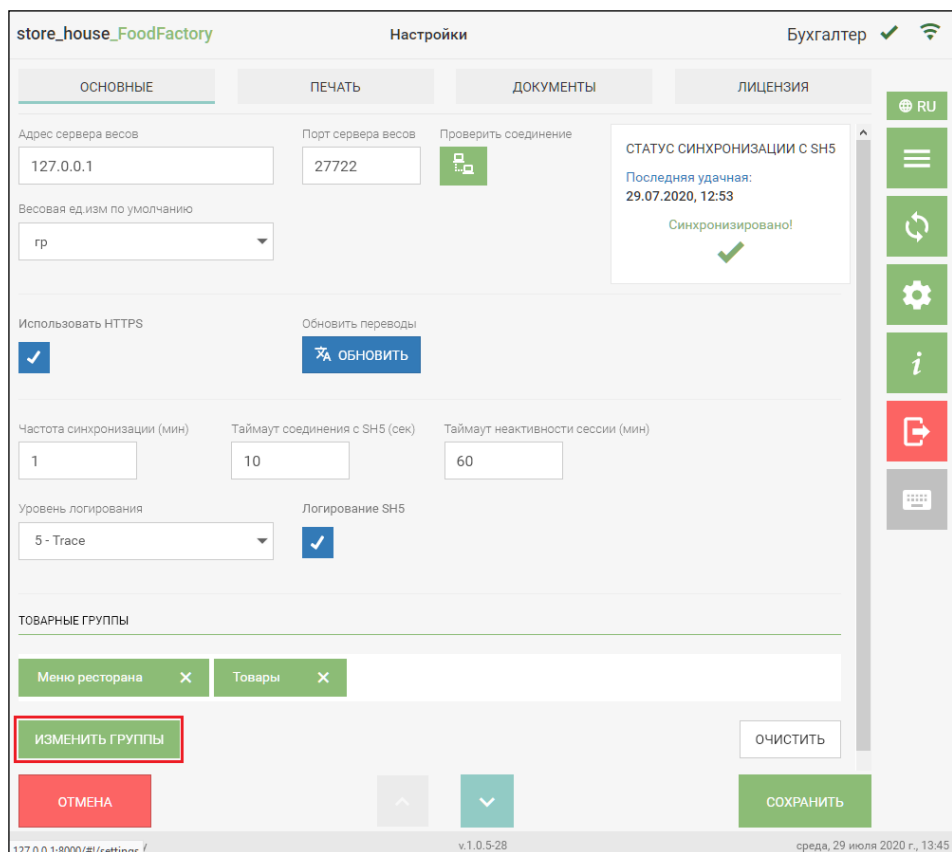 store_house_FoodFactory
Настройки
Бухгалтер
ОСНОВНЫЕ
ПЕЧАТЬ
ДОКУМЕНТЫ
ЛИЦЕНЗИЯ
RU
Адрес сервера весов
Порт сервера весов
Проверить соединение
127.0.0.1
27722
СТАТУС СИНХРОНИЗАЦИИ С SH5
Последняя удачная:
29.07.2020, 12:53
Синхронизировано!
Весовая ед.изм по умолчанию
гр
Использовать HTTPS
Обновить переводы
ОБНОВИТЬ
i
Частота синхронизации (мин)
Таймаут соединения с SH5 (сек)
Таймаут неактивности сессии (мин)
1
10
60
Уровень логирования
Логирование SH5
5 - Trace
ТОВАРНЫЕ ГРУППЫ
Меню ресторана
Товары
ИЗМЕНИТЬ ГРУППЫ
ОЧИСТИТЬ
ОТМЕНА
СОХРАНИТЬ
127.0.0.1:8000/#!/settings
v.1.0.5-28
среда, 29 июля 2020 г., 13:45